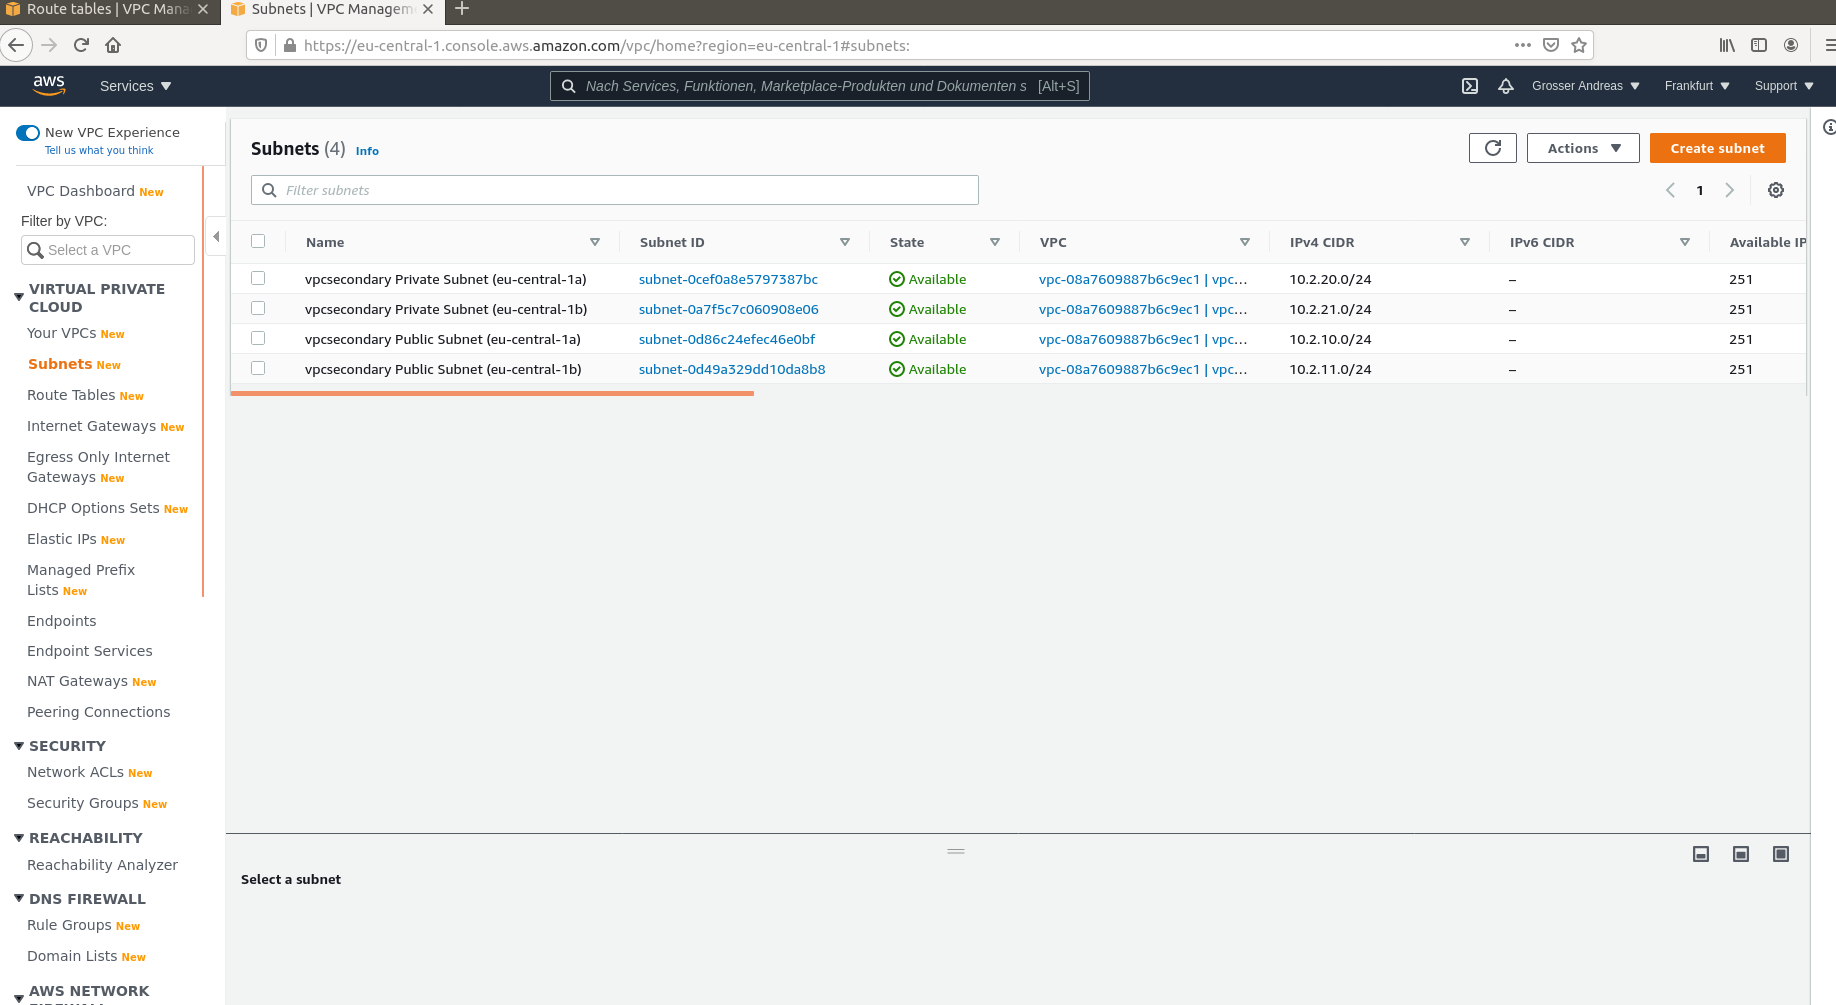 Route tables | VPC Mana
Subnets | VPC Managem
https://eu-central-1.console.aws.amazon.com/vpc/home?region=eu-central-1#subnets:
aws
Services
Nach Services, Funktionen, Marketplace-Produkten und Dokumenten s [Alt+S]
Grosser Andreas
Frankfurt
Support
New VPC Experience
Tell us what you think
VPC Dashboard New
Filter by VPC:
Select a VPC
VIRTUAL PRIVATE
CLOUD
Your VPCs New
Subnets New
Route Tables New
Internet Gateways New
Egress Only Internet
Gateways New
DHCP Options Sets New
Elastic IPs New
Managed Prefix
Lists New
Endpoints
Endpoint Services
NAT Gateways New
Peering Connections
SECURITY
Network ACLs New
Security Groups New
REACHABILITY
Reachability Analyzer
DNS FIREWALL
Rule Groups New
Domain Lists New
AWS NETWORK
FIREWALL
Subnets (4) Info
Actions
Create subnet
Filter subnets
1
Name Subnet ID State VPC IPv4 CIDR IPv6 CIDR Available IP
vpcsecondary Private Subnet (eu-central-1a) subnet-0cef0a8e5797387bc Available vpc-08a7609887b6c9ec1 | vpc… 10.2.20.0/24 – 251
vpcsecondary Private Subnet (eu-central-1b) subnet-0a7f5c7c060908e06 Available vpc-08a7609887b6c9ec1 | vpc… 10.2.21.0/24 – 251
vpcsecondary Public Subnet (eu-central-1a) subnet-0d86c24efec46e0bf Available vpc-08a7609887b6c9ec1 | vpc… 10.2.10.0/24 – 251
vpcsecondary Public Subnet (eu-central-1b) subnet-0d49a329dd10da8b8 Available vpc-08a7609887b6c9ec1 | vpc… 10.2.11.0/24 – 251
Select a subnet